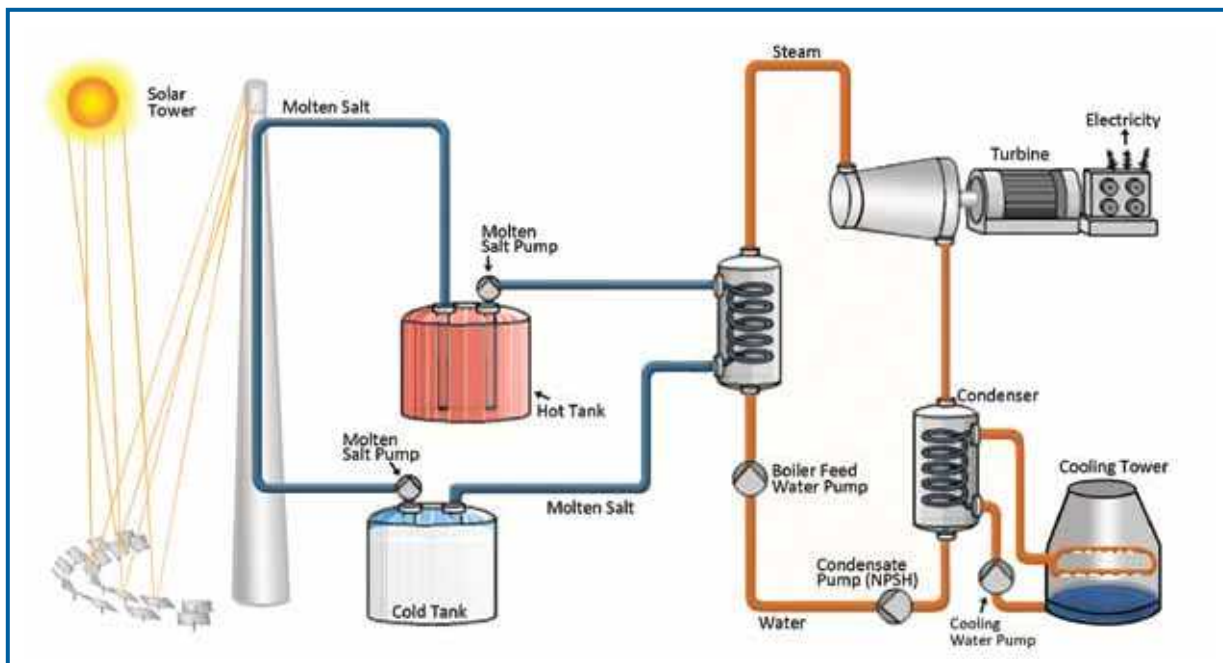 Steam
Solar
Tower
Molten Salt
Electricity
Turbine
Molten
Salt Pump
Hot Tank
Condenser
Molten
Salt Pump
Boiler Feed
Water Pump
Cooling Tower
Molten Salt
Condensate
Pump (NPSH)
Cold Tank
Water
Cooling
Water Pump